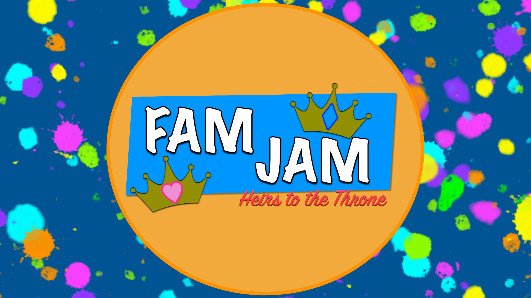 FAM
JAM
Heirs to the Throne